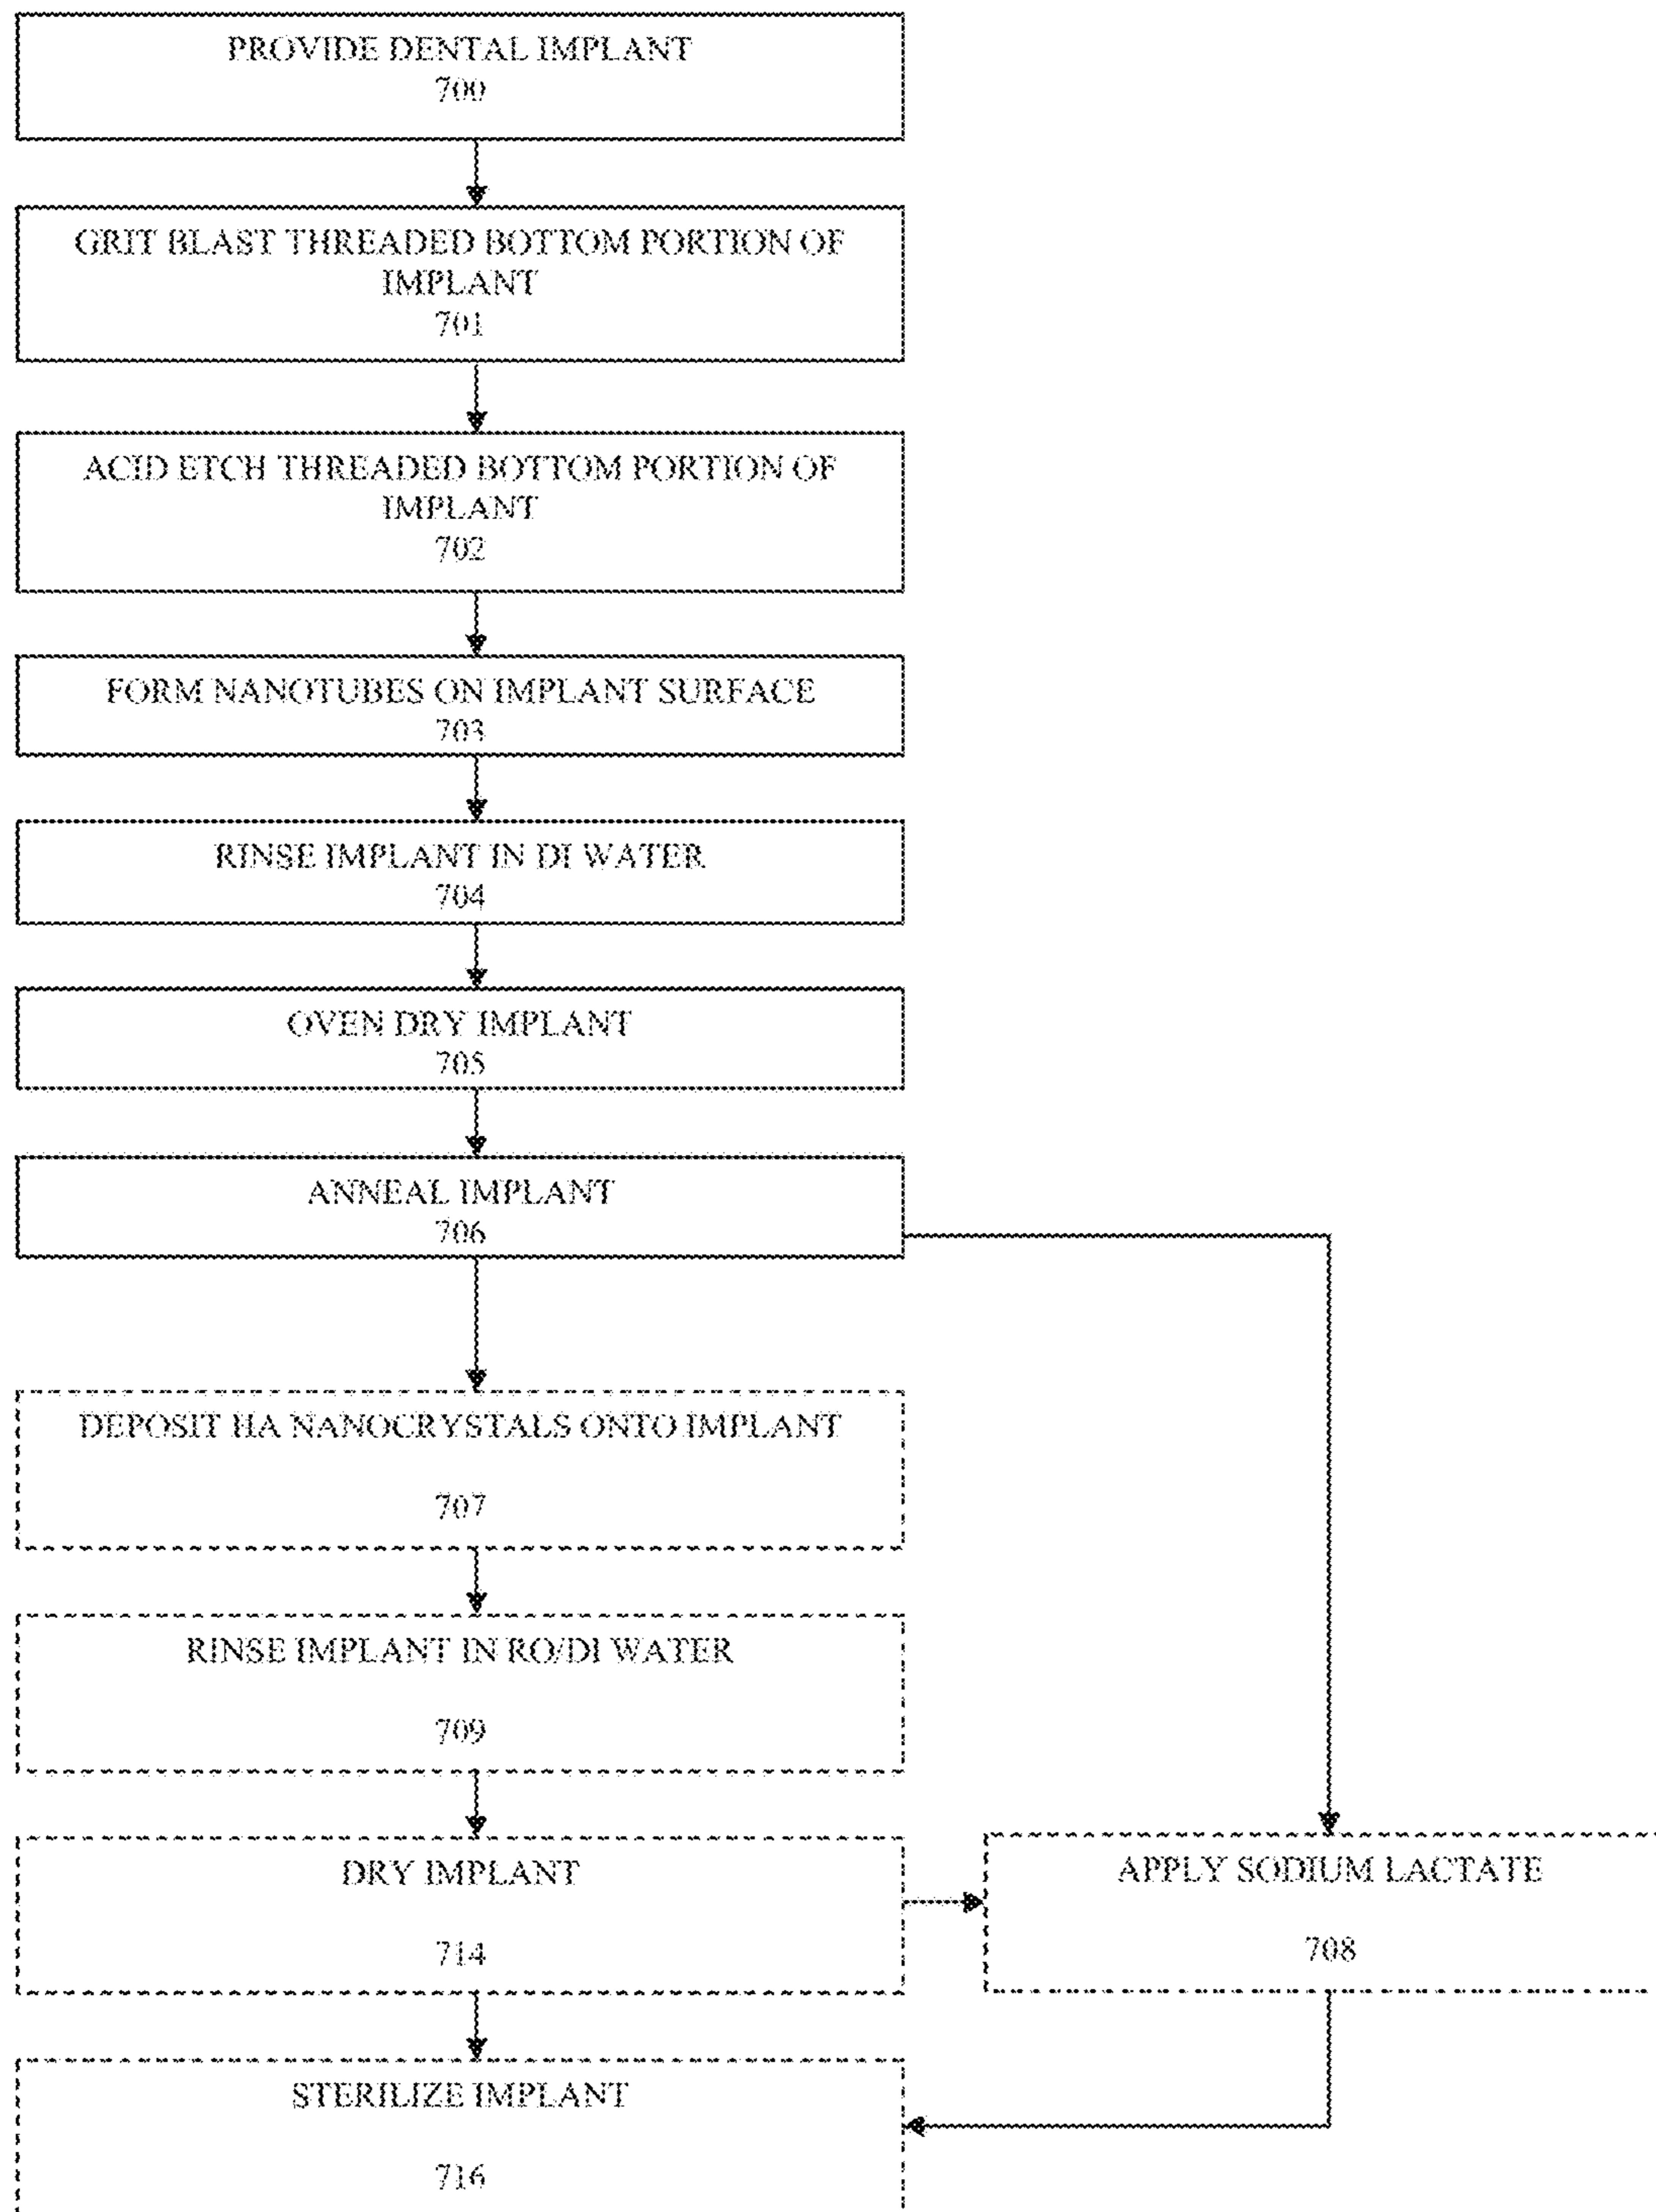 PROVIDE DENTAL IMPLANT
700
GRIT BLAST THREADED BOTTOM PORTION OF
IMPLANT
701
ACID ETCH THREADED BOTTOM PORTION OF
IMPLANT
702
FORM NANOTUBES ON IMPLANT SURFACE
703
RINSE IMPLANT IN DI WATER
704
OVEN DRY IMPLANT
705
ANNEAL IMPLANT
706
DEPOSIT HA NANOCRYSTALS ONTO IMPLANT
707
RINSE IMPLANT IN RO/DI WATER
709
DRY IMPLANT
714
APPLY SODIUM LACTATE
708
STERILIZE IMPLANT
716